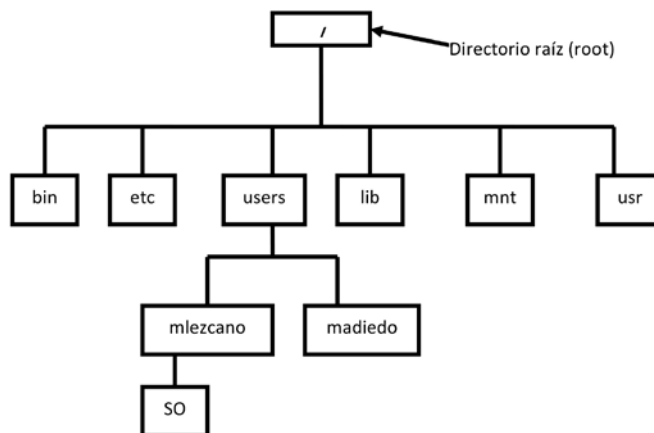 /
Directorio raíz (root)
bin
etc
users
lib
mnt
usr
mlezcano
madiedo
SO